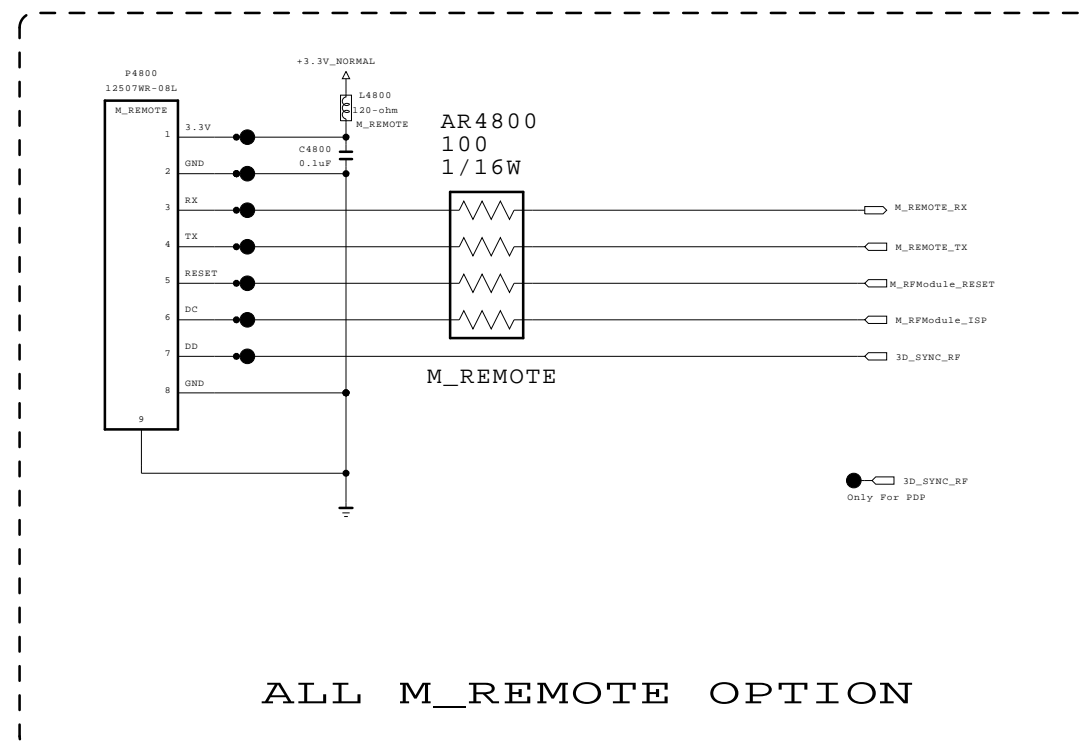 +3.3V_NORMAL
P4800
12507WR-08L
M_REMOTE
L4800
120-ohm
M_REMOTE
C4800
0.1uF
AR4800
100
1/16W
1
3.3V
2
GND
3
RX
M_REMOTE_RX
4
TX
M_REMOTE_TX
5
RESET
M_RFModule_RESET
6
DC
M_RFModule_ISP
7
DD
3D_SYNC_RF
M_REMOTE
8
GND
9
3D_SYNC_RF
Only For PDP
ALL M_REMOTE OPTION